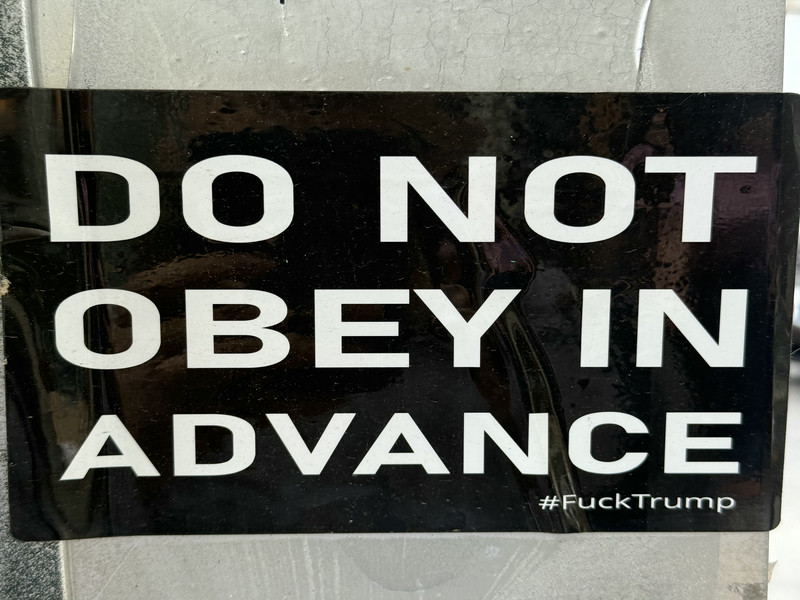 DO NOT
OBEY IN
ADVANCE
#FuckTrump